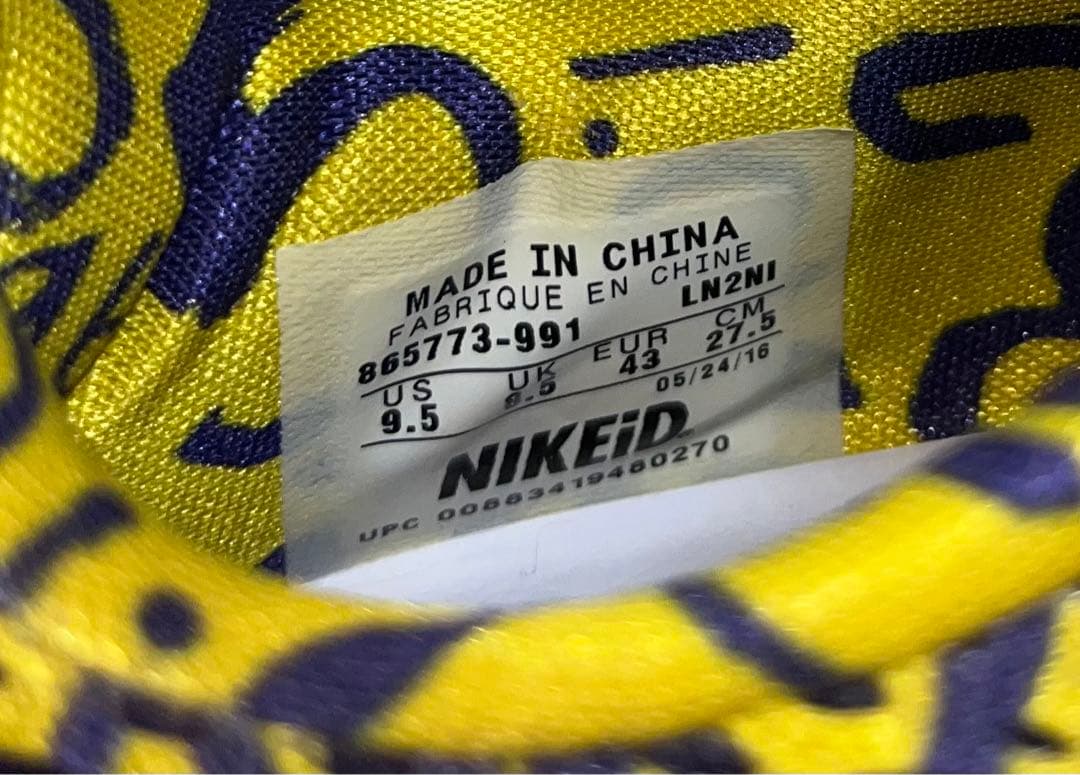 MADE IN CHINA
FABRIQUE EN CHINE
865773-991 LN2NI
US UK EUR CM
9.5 8.5 43 27.5
05/24/16
NIKEiD.
UPC 00883419480270